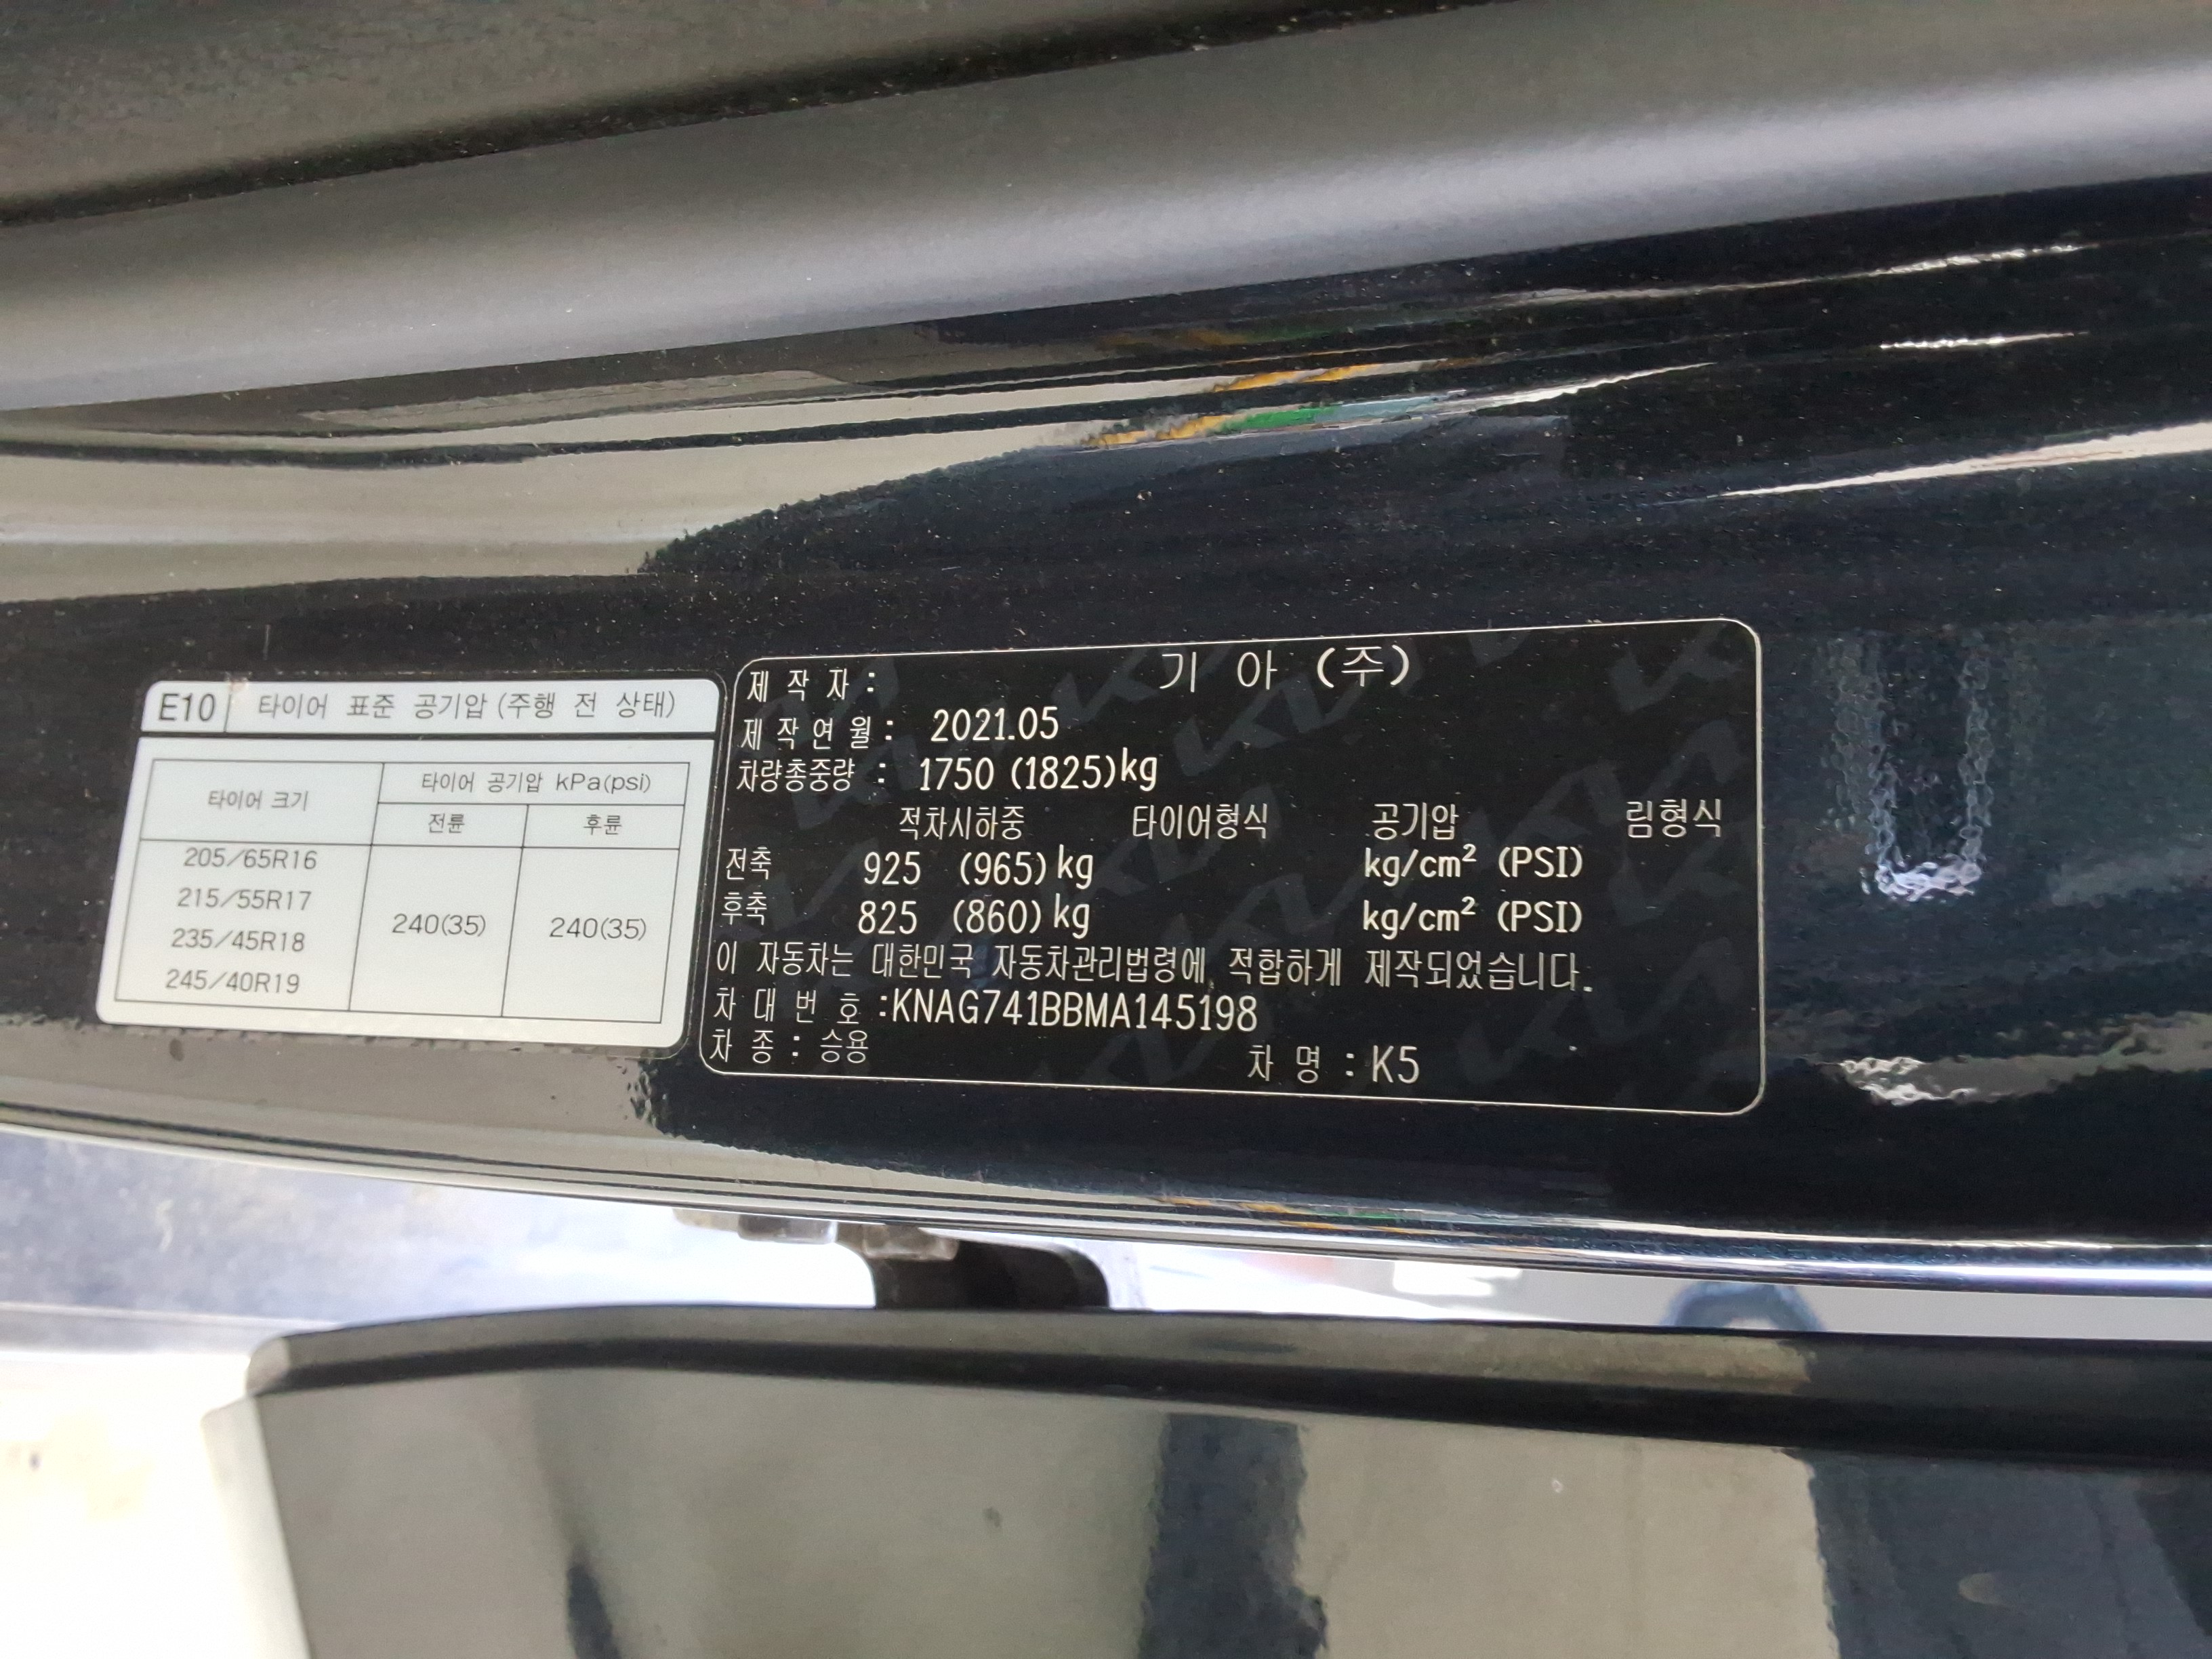 E10 타이어 표준 공기압 (주행 전 상태)
타이어 크기 타이어 공기압 kPa(psi)
전륜 후륜
205/65R16
215/55R17
235/45R18
245/40R19
240(35) 240(35)
제 작 자 : 기 아 (주)
제 작 연 월 : 2021.05
차량총중량 : 1750 (1825)kg
적차시하중 타이어형식 공기압 림형식
전축 925 (965) kg kg/cm² (PSI)
후축 825 (860) kg kg/cm² (PSI)
이 자동차는 대한민국 자동차관리법령에 적합하게 제작되었습니다.
차 대 번 호 :KNAG741BBMA145198
차 종 : 승용 차 명 : K5